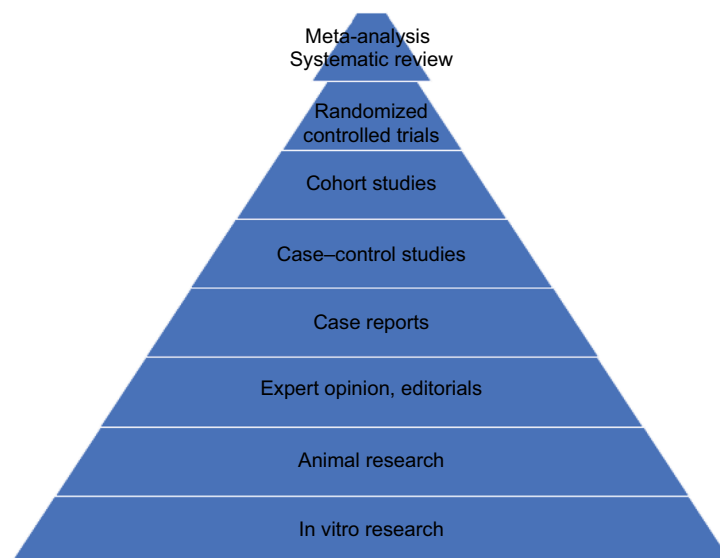 Meta-analysis
Systematic review
Randomized
controlled trials
Cohort studies
Case–control studies
Case reports
Expert opinion, editorials
Animal research
In vitro research